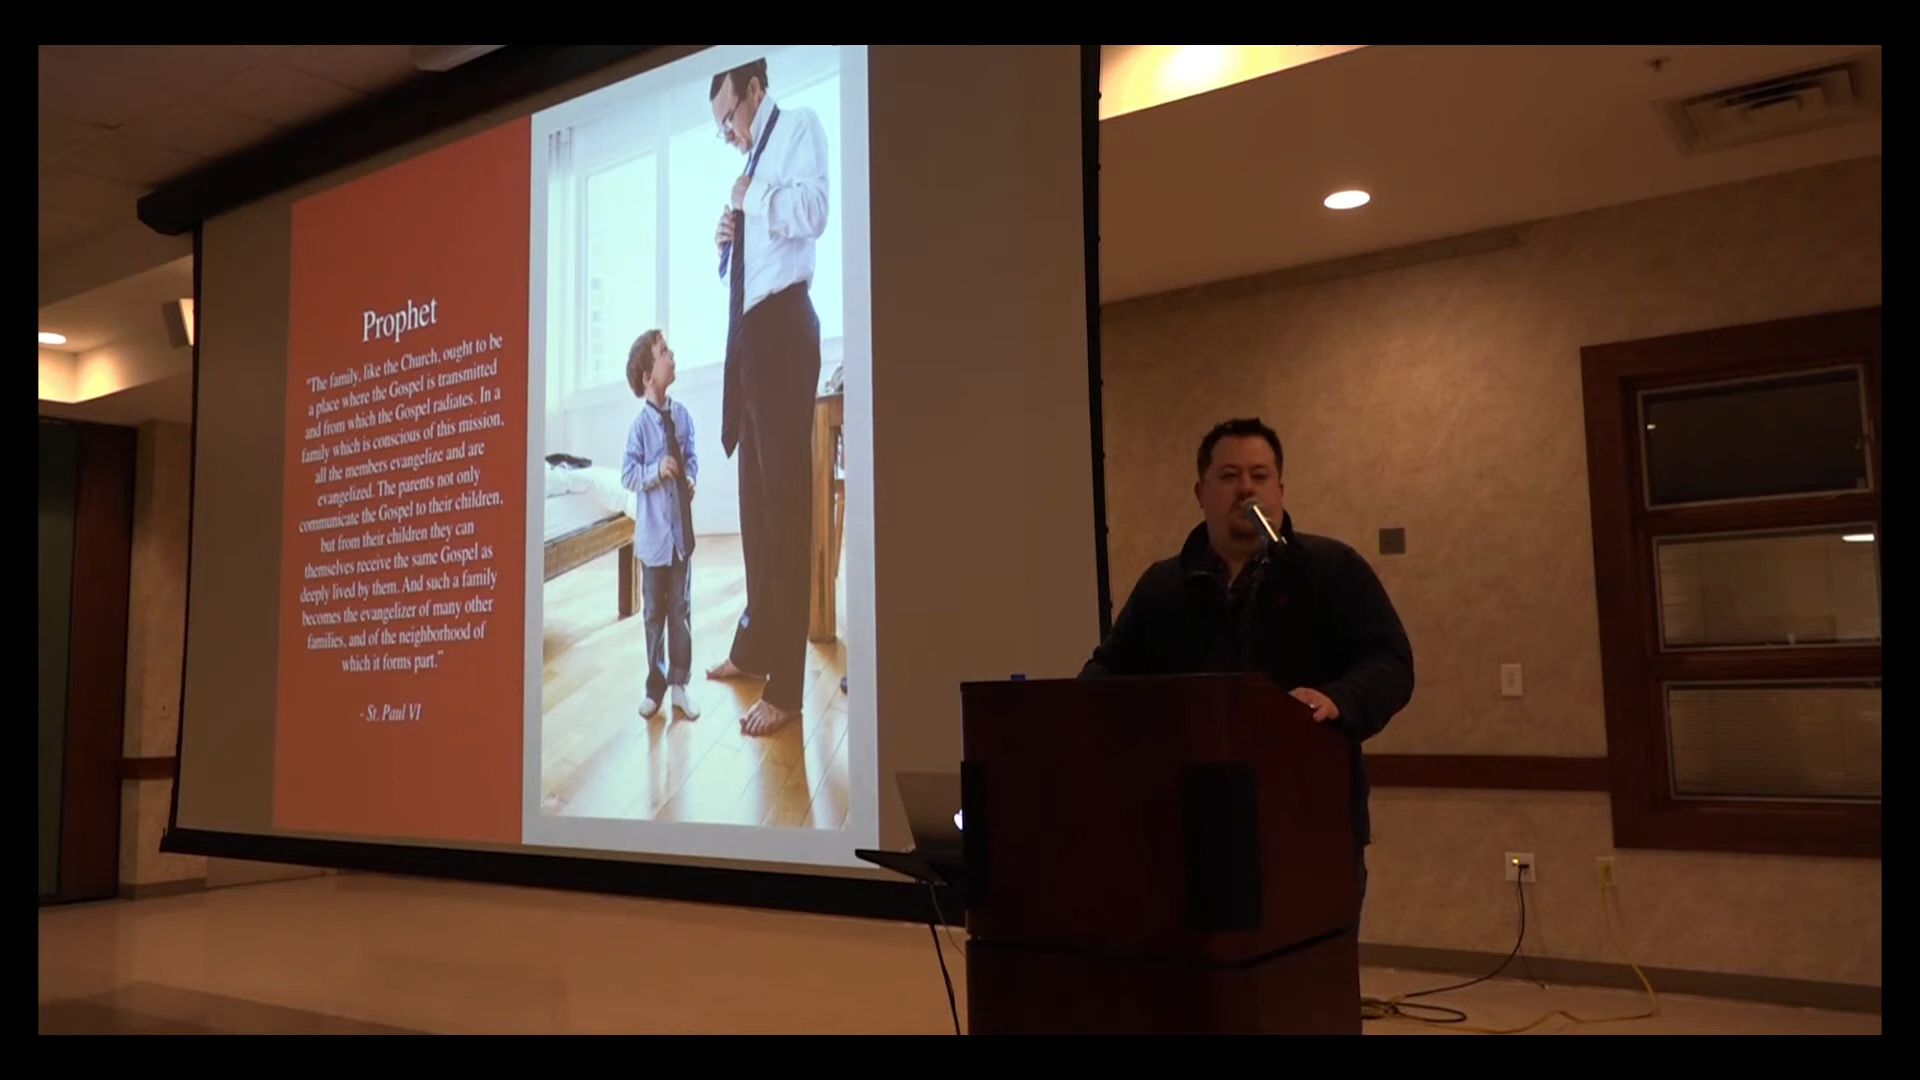 Prophet
"The family, like the Church, ought to be
a place where the Gospel is transmitted
and from which the Gospel radiates. In a
family which is conscious of this mission,
all the members evangelize and are
evangelized. The parents not only
communicate the Gospel to their children,
but from their children they can
themselves receive the same Gospel as
deeply lived by them. And such a family
becomes the evangelizer of many other
families, and of the neighborhood of
which it forms part."
- St. Paul VI